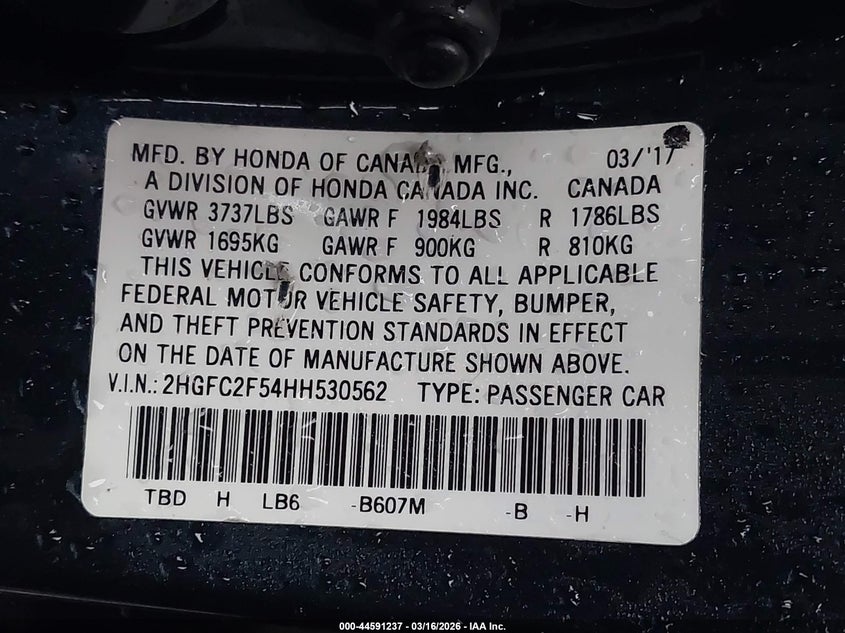 MFD. BY HONDA OF CANADA MFG., 03/'17
A DIVISION OF HONDA CANADA INC. CANADA
GVWR 3737LBS GAWR F 1984LBS R 1786LBS
GVWR 1695KG GAWR F 900KG R 810KG
THIS VEHICLE CONFORMS TO ALL APPLICABLE
FEDERAL MOTOR VEHICLE SAFETY, BUMPER,
AND THEFT PREVENTION STANDARDS IN EFFECT
ON THE DATE OF MANUFACTURE SHOWN ABOVE.
V.I.N.: 2HGFC2F54HH530562 TYPE: PASSENGER CAR
TBD H LB6 -B607M -B -H
000-44591237 - 03/16/2026 - IAA Inc.